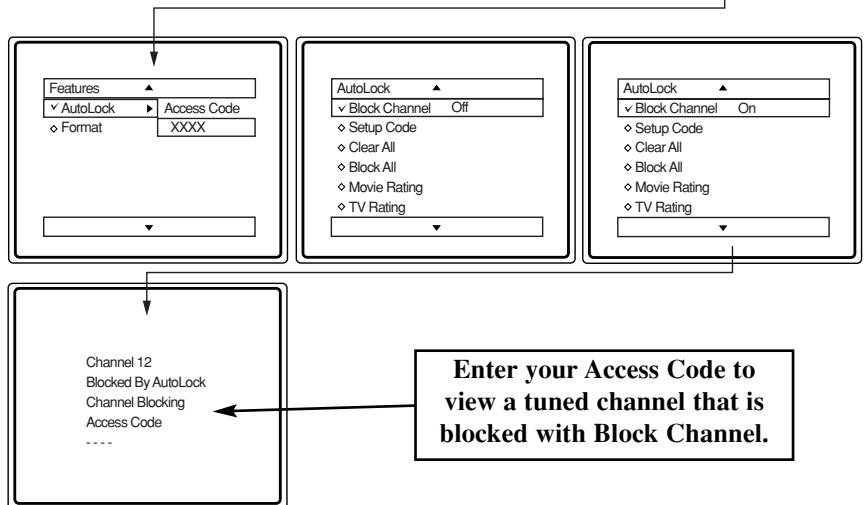 Features
AutoLock Access Code
Format XXXX
AutoLock
Block Channel Off
Setup Code
Clear All
Block All
Movie Rating
TV Rating
AutoLock
Block Channel On
Setup Code
Clear All
Block All
Movie Rating
TV Rating
Channel 12
Blocked By AutoLock
Channel Blocking
Access Code
- - - -
Enter your Access Code to
view a tuned channel that is
blocked with Block Channel.